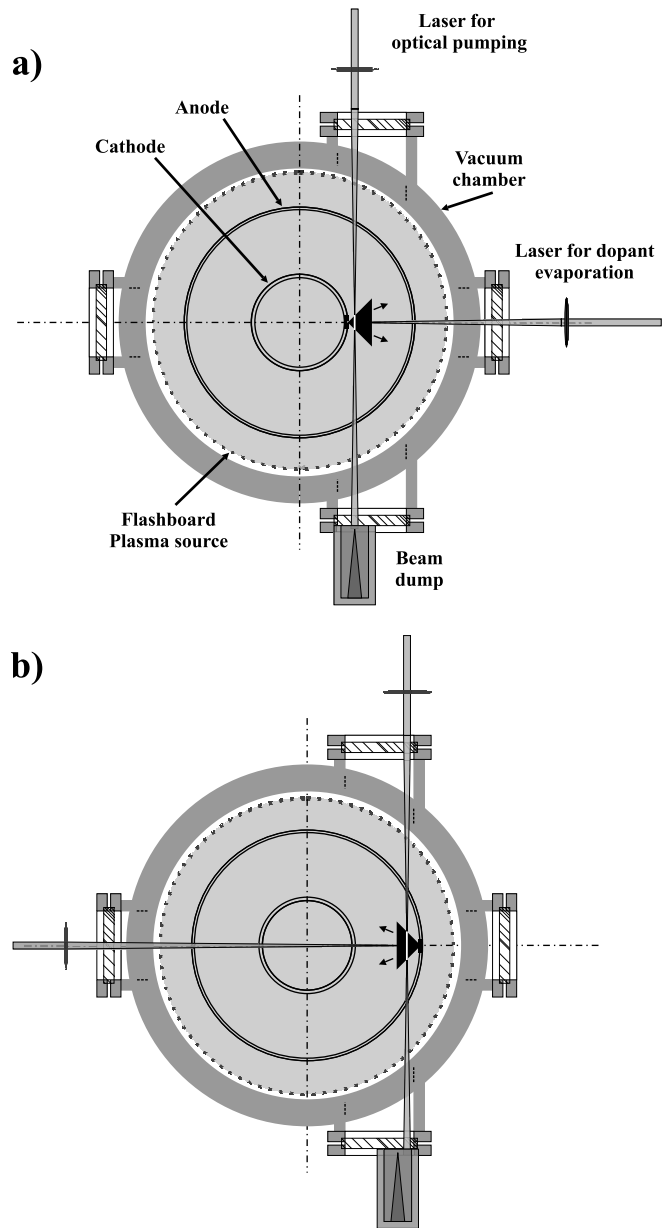 Laser for
optical pumping
a)
Anode
Cathode
Vacuum
chamber
Laser for dopant
evaporation
Flashboard
Plasma source
Beam
dump
b)